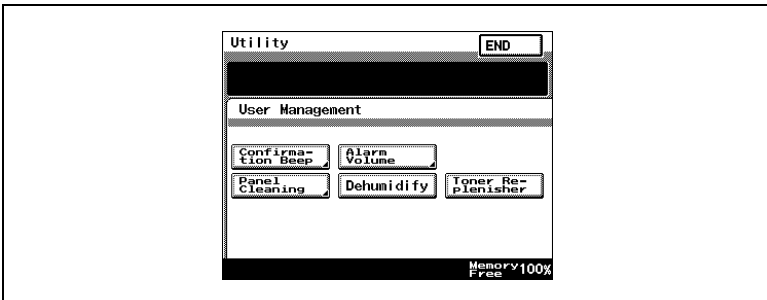 Utility
END
User Management
Confirma-
tion Beep
Alarm
Volume
Panel
Cleaning
Dehumidify
Toner Re-
plenisher
Memory
Free 100%